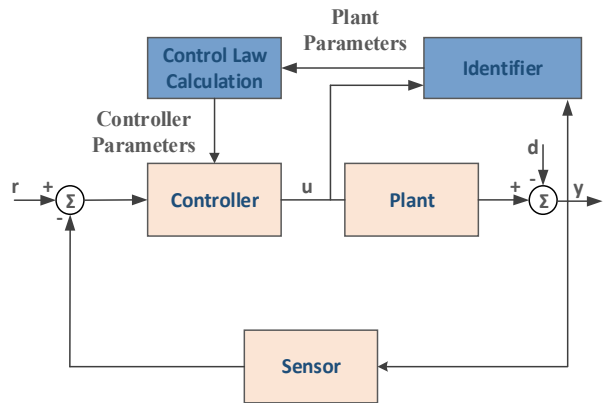 Plant
Parameters
Control Law
Calculation
Identifier
Controller
Parameters
d
r
+
Σ
-
Controller
u
Plant
+
-
Σ
y
Sensor